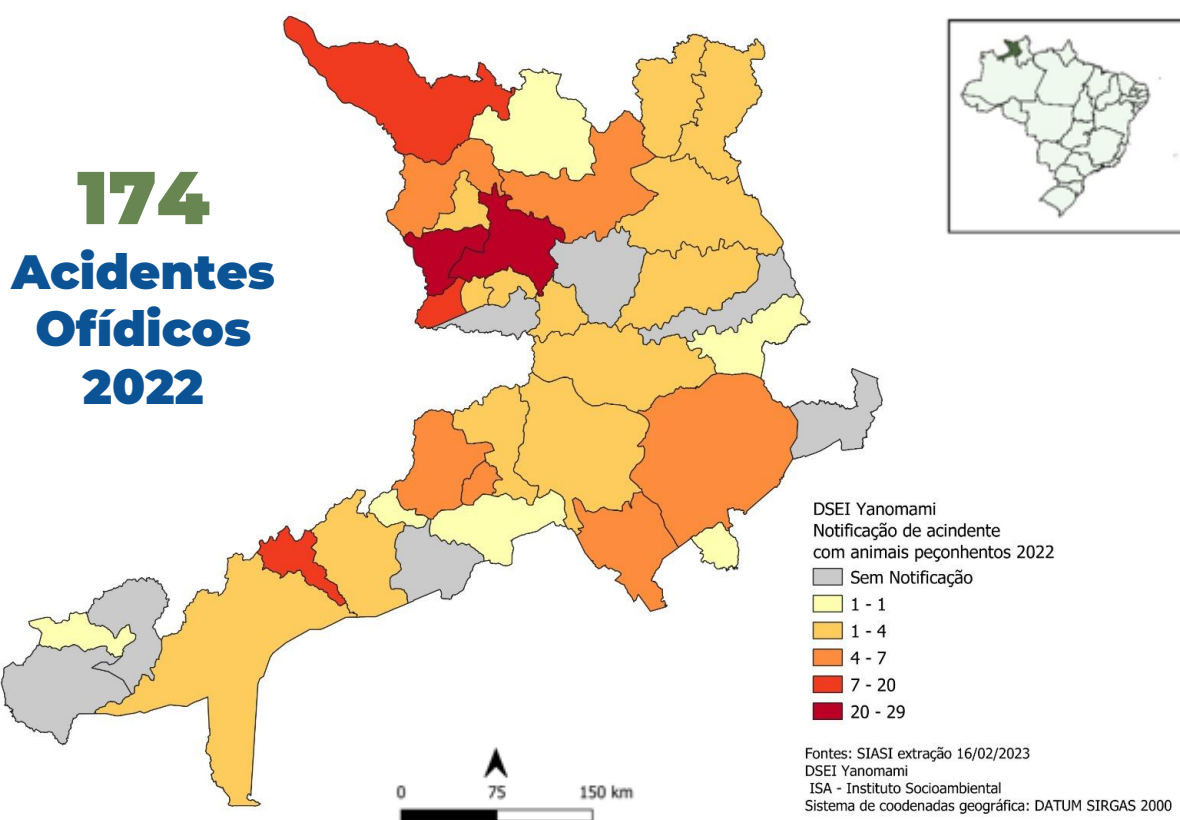 174
Acidentes
Ofídicos
2022
DSEI Yanomami
Notificação de acindente
com animais peçonhentos 2022
Sem Notificação
1 - 1
1 - 4
4 - 7
7 - 20
20 - 29
Fontes: SIASI extração 16/02/2023
DSEI Yanomami
ISA - Instituto Socioambiental
Sistema de coodenadas geográfica: DATUM SIRGAS 2000
0 75 150 km